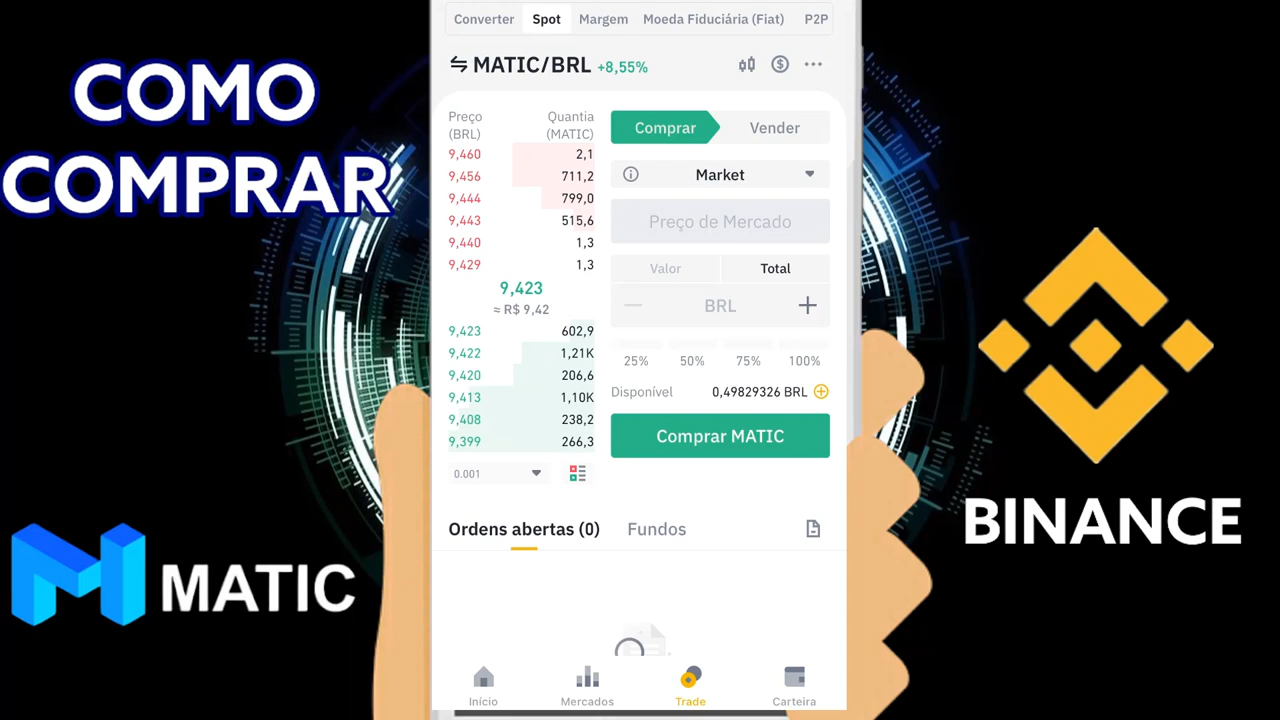 COMO
COMPRAR
MATIC
Converter Spot Margem Moeda Fiduciária (Fiat) P2P
MATIC/BRL +8,55%
Preço Quantia
(BRL) (MATIC)
9,460 2,1
9,456 711,2
9,444 799,0
9,443 515,6
9,440 1,3
9,429 1,3
9,423
≈ R$ 9,42
9,423 602,9
9,422 1,21K
9,420 206,6
9,413 1,10K
9,408 238,2
9,399 266,3
0.001
Comprar Vender
Market
Preço de Mercado
Valor Total
BRL
25% 50% 75% 100%
Disponível 0,49829326 BRL
Comprar MATIC
Ordens abertas (0) Fundos
Início Mercados Trade Carteira
BINANCE